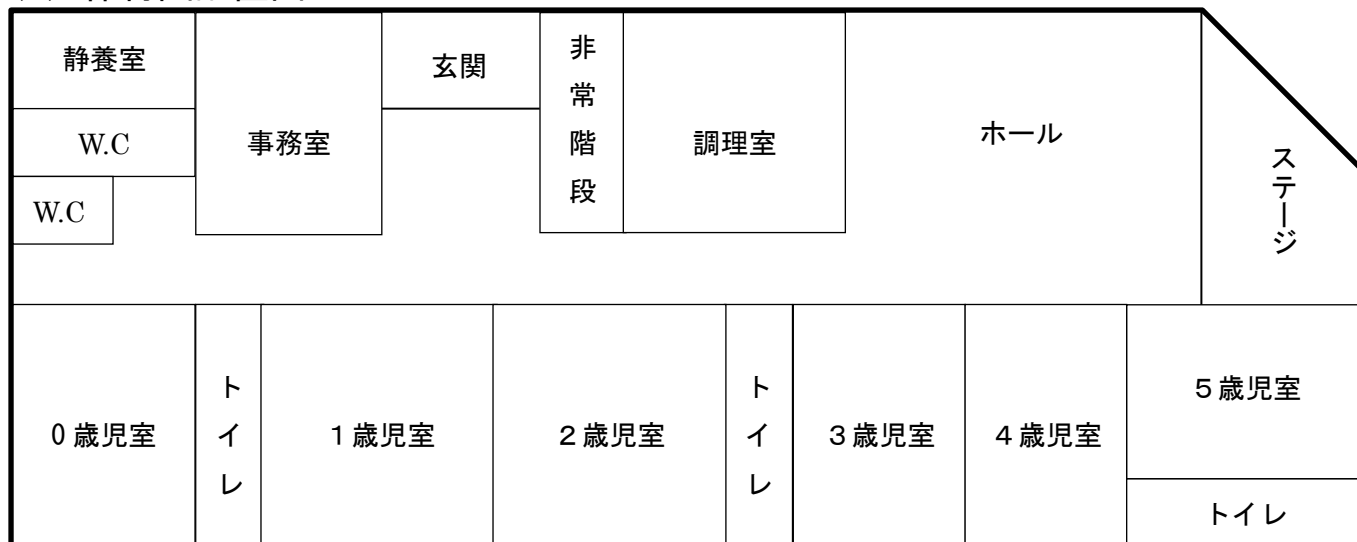 静養室
W.C
W.C
事務室
玄関
非常階段
調理室
ホール
ステージ
0歳児室
トイレ
1歳児室
2歳児室
トイレ
3歳児室
4歳児室
5歳児室
トイレ